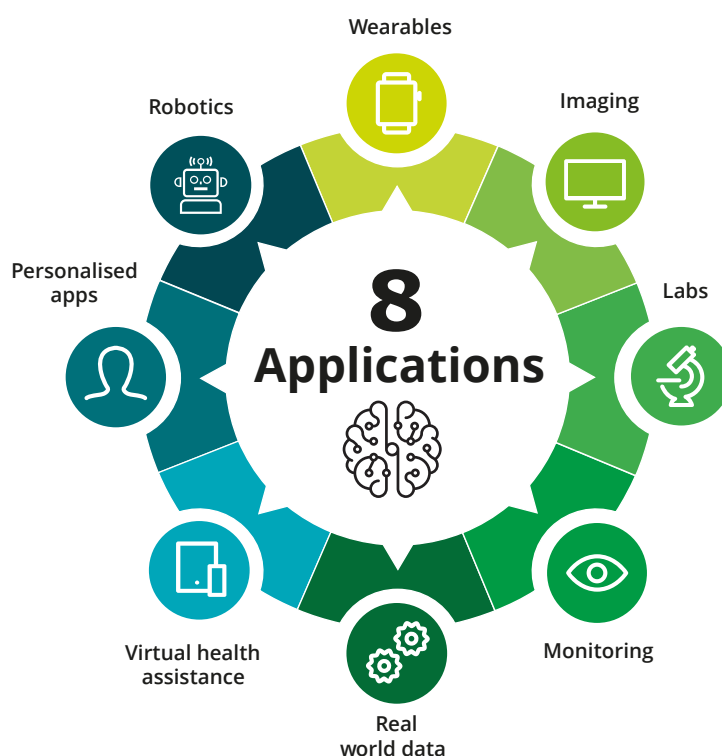 Wearables
Imaging
Labs
Monitoring
Real
world data
Virtual health
assistance
Personalised
apps
Robotics
8
Applications